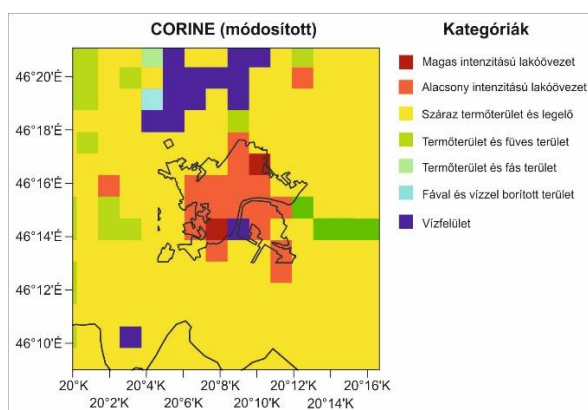 CORINE (módosított)
Kategóriák
Magas intenzitású lakóövezet
Alacsony intenzitású lakóövezet
Száraz termőterület és legelő
Termőterület és füves terület
Termőterület és fás terület
Fával és vízzel borított terület
Vízfelület
46°20'É
46°18'É
46°16'É
46°14'É
46°12'É
46°10'É
20°K 20°4'K 20°8'K 20°12'K 20°16'K
20°2'K 20°6'K 20°10'K 20°14'K